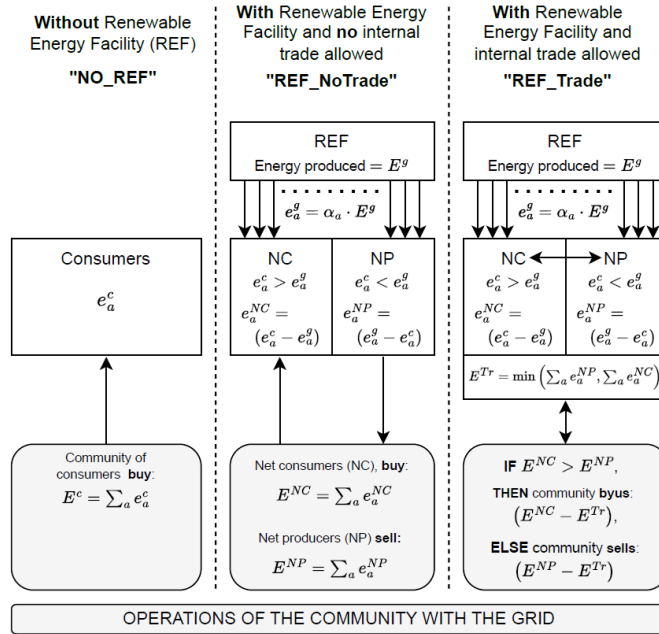 Without Renewable
Energy Facility (REF)
"NO_REF"
With Renewable Energy
Facility and no internal
trade allowed
"REF_NoTrade"
With Renewable
Energy Facility and
internal trade allowed
"REF_Trade"
Consumers
e_a^c
Community of
consumers buy:
E^c = ∑_a e_a^c
REF
Energy produced = E^g
e_a^g = α_a · E^g
NC
e_a^c > e_a^g
e_a^{NC} =
(e_a^c − e_a^g)
NP
e_a^c < e_a^g
e_a^{NP} =
(e_a^g − e_a^c)
Net consumers (NC), buy:
E^{NC} = ∑_a e_a^{NC}
Net producers (NP) sell:
E^{NP} = ∑_a e_a^{NP}
REF
Energy produced = E^g
e_a^g = α_a · E^g
NC
e_a^c > e_a^g
e_a^{NC} =
(e_a^c − e_a^g)
NP
e_a^c < e_a^g
e_a^{NP} =
(e_a^g − e_a^c)
E^{Tr} = min (∑_a e_a^{NP}, ∑_a e_a^{NC})
IF E^{NC} > E^{NP},
THEN community byus:
(E^{NC} − E^{Tr}),
ELSE community sells:
(E^{NP} − E^{Tr})
OPERATIONS OF THE COMMUNITY WITH THE GRID